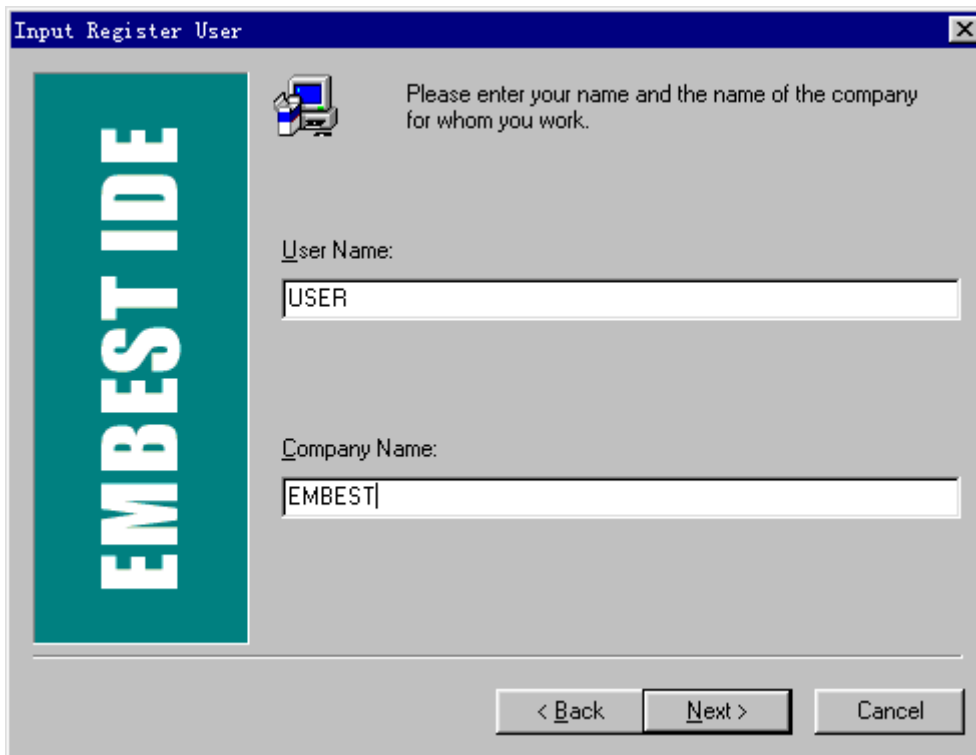 Input Register User
EMBEST IDE
Please enter your name and the name of the company
for whom you work.
User Name:
USER
Company Name:
EMBEST
< Back
Next >
Cancel